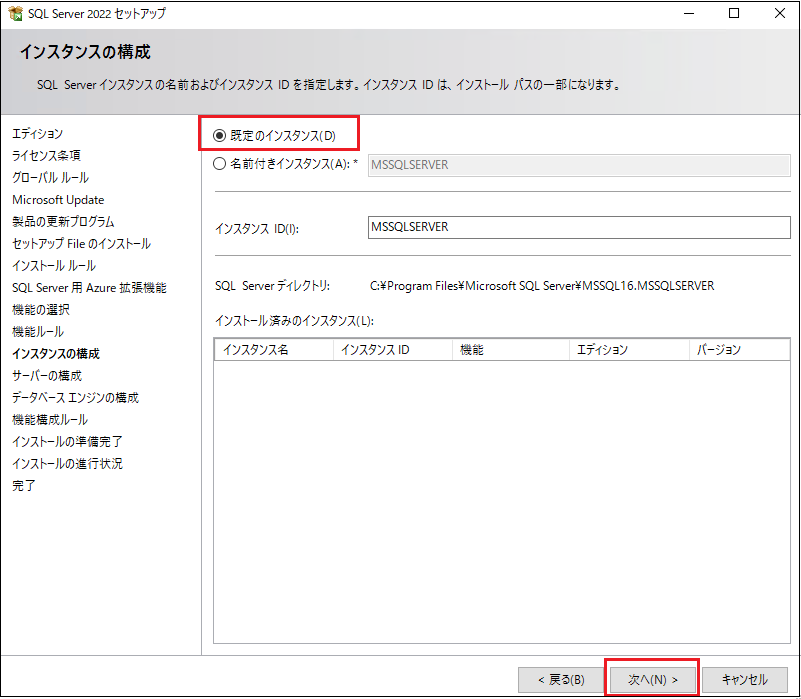 SQL Server 2022 セットアップ
インスタンスの構成
SQL Server インスタンスの名前およびインスタンス ID を指定します。インスタンス ID は、インストール パスの一部になります。
エディション
ライセンス条項
グローバル ルール
Microsoft Update
製品の更新プログラム
セットアップ File のインストール
インストール ルール
SQL Server 用 Azure 拡張機能
機能の選択
機能ルール
インスタンスの構成
サーバーの構成
データベース エンジンの構成
機能構成ルール
インストールの準備完了
インストールの進行状況
完了
既定のインスタンス(D)
名前付きインスタンス(A): * MSSQLSERVER
インスタンス ID(I): MSSQLSERVER
SQL Server ディレクトリ: C:¥Program Files¥Microsoft SQL Server¥MSSQL16.MSSQLSERVER
インストール済みのインスタンス(L):
インスタンス名 インスタンス ID 機能 エディション バージョン
< 戻る(B) 次へ(N) > キャンセル